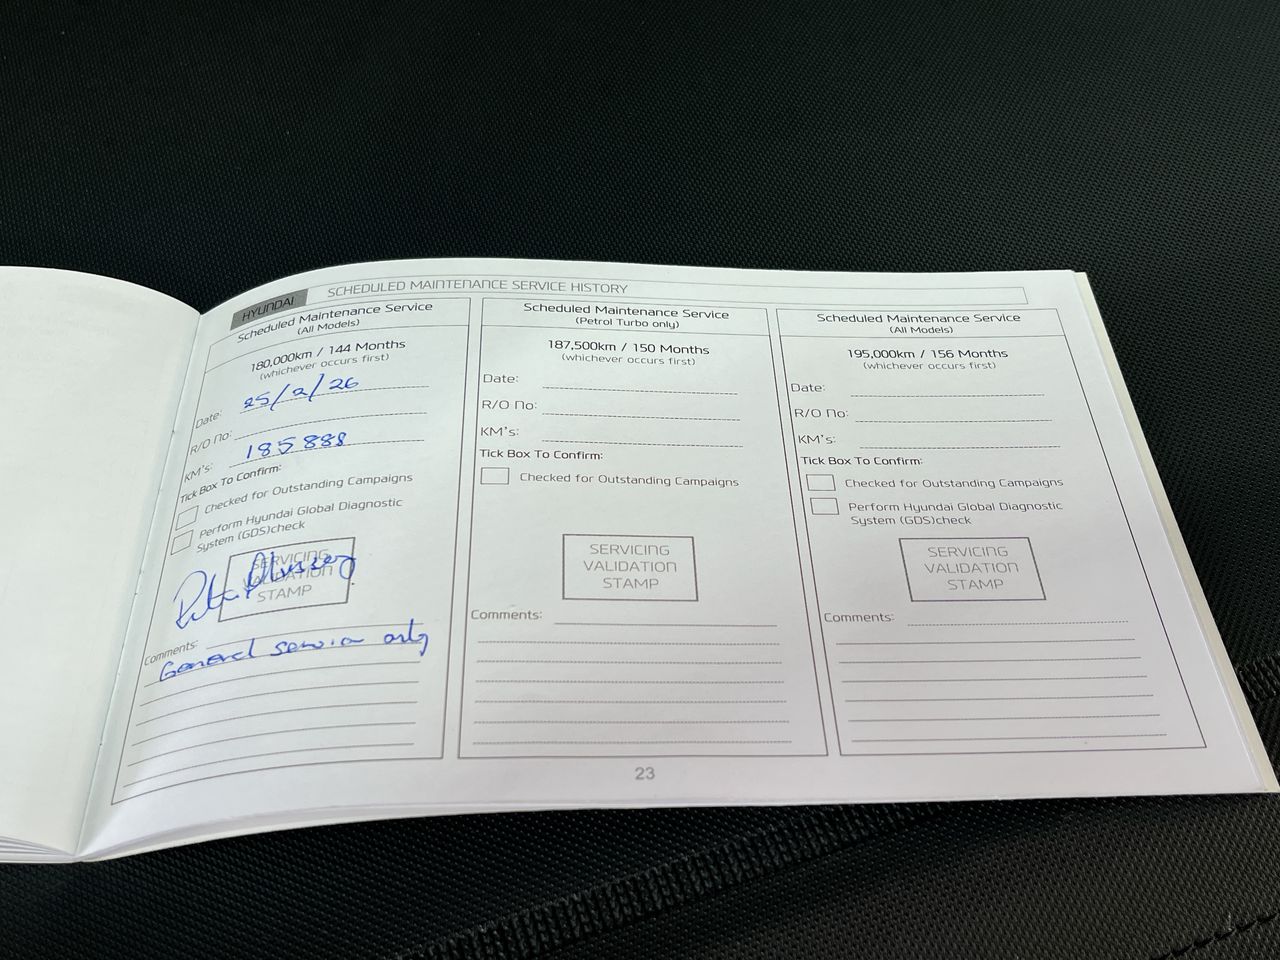 HYUNDAI SCHEDULED MAINTENANCE SERVICE HISTORY
Scheduled Maintenance Service
(All Models)
180,000km / 144 Months
(whichever occurs first)
Date: 25/2/26
R/O No:
KM's: 185888
Tick Box To Confirm:
Checked for Outstanding Campaigns
Perform Hyundai Global Diagnostic
System (GDS)check
SERVICING
VALIDATION
STAMP
Comments:
General service only
Scheduled Maintenance Service
(Petrol Turbo only)
187,500km / 150 Months
(whichever occurs first)
Date:
R/O No:
KM's:
Tick Box To Confirm:
Checked for Outstanding Campaigns
SERVICING
VALIDATION
STAMP
Comments:
Scheduled Maintenance Service
(All Models)
195,000km / 156 Months
(whichever occurs first)
Date:
R/O No:
KM's:
Tick Box To Confirm:
Checked for Outstanding Campaigns
Perform Hyundai Global Diagnostic
System (GDS)check
SERVICING
VALIDATION
STAMP
Comments:
23